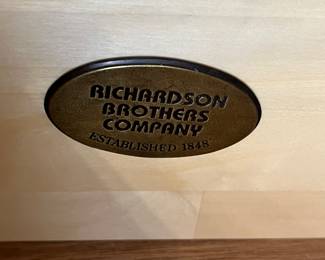 RICHARDSON
BROTHERS
COMPANY
ESTABLISHED 1848